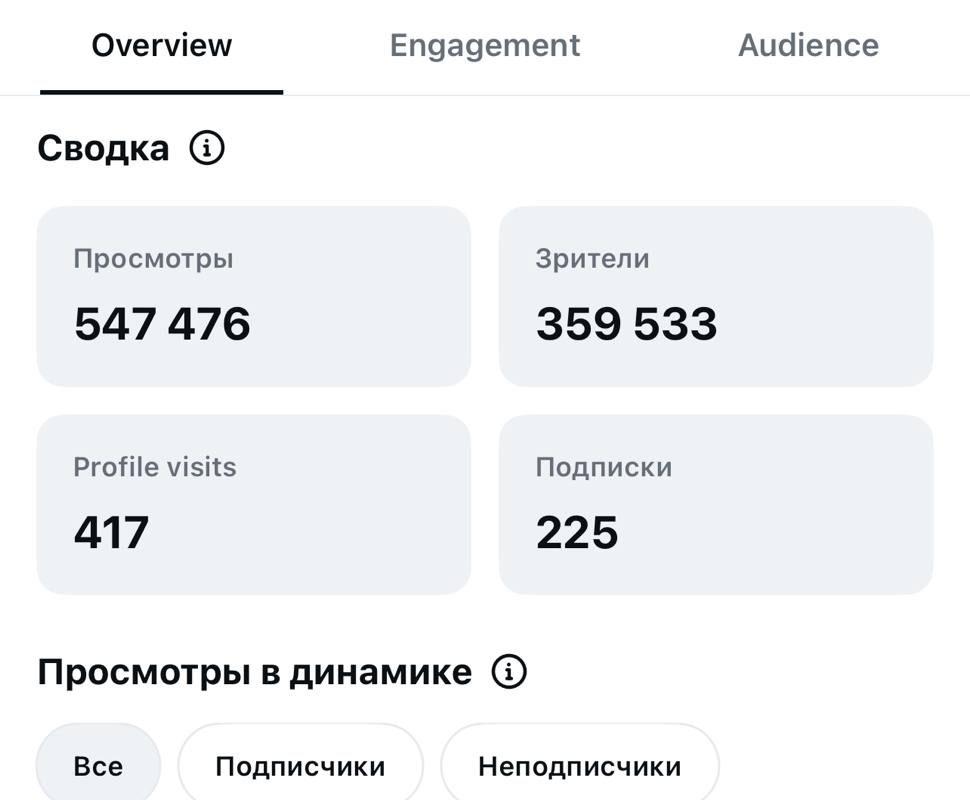 Overview Engagement Audience
Сводка
Просмотры Зрители
547 476 359 533
Profile visits Подписки
417 225
Просмотры в динамике
Все Подписчики Неподписчики